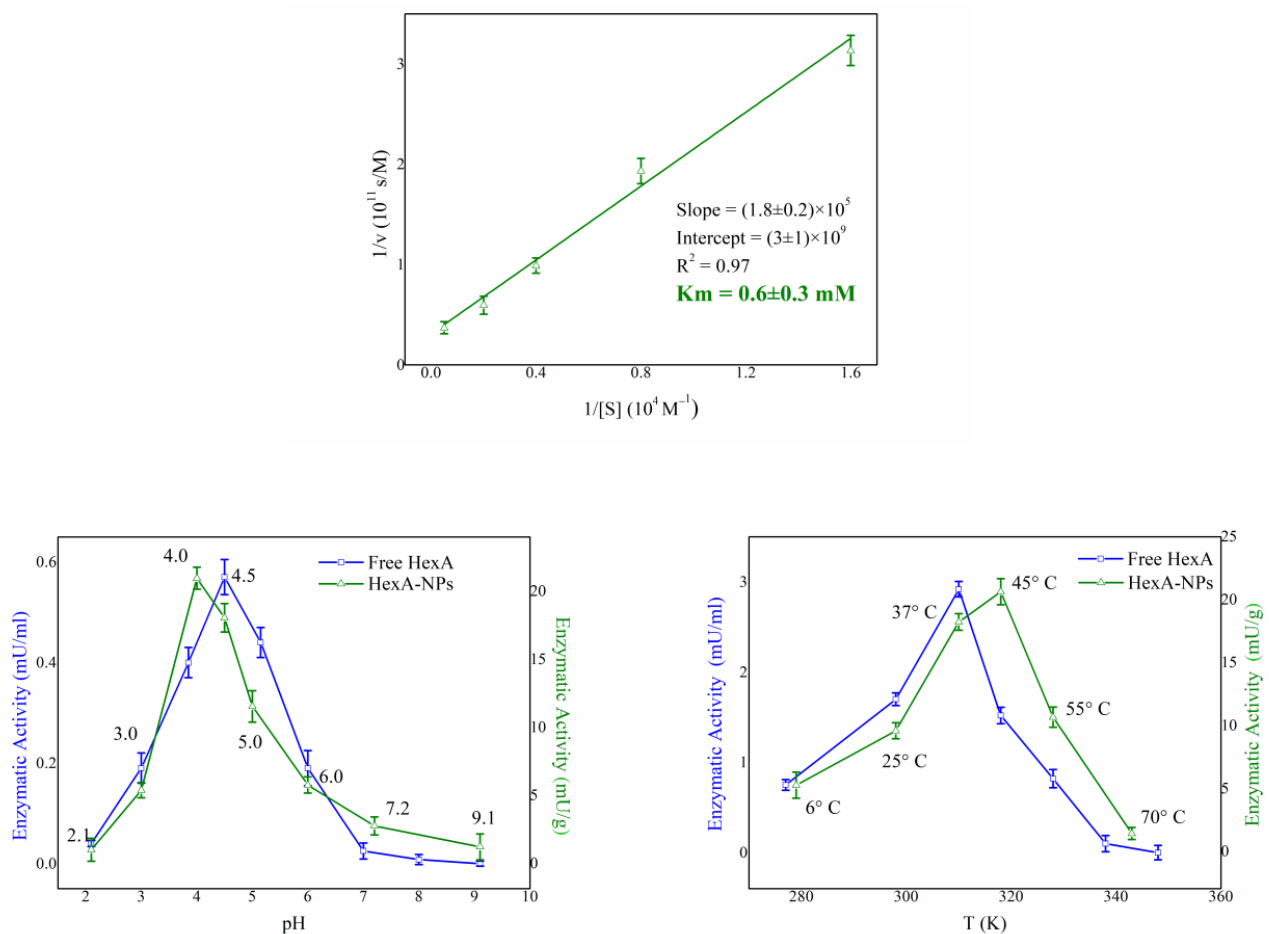 3
2
1
0
1/v (10¹¹ s/M)
Slope = (1.8±0.2)×10⁵
Intercept = (3±1)×10⁹
R² = 0.97
Km = 0.6±0.3 mM
0.0 0.4 0.8 1.2 1.6
1/[S] (10⁴ M⁻¹)
Enzymatic Activity (mU/ml)
0.6
0.4
0.2
0.0
Free HexA
HexA-NPs
4.0
4.5
3.0
5.0
6.0
7.2
9.1
2.1
20
15
10
5
0
Enzymatic Activity (mU/g)
2 3 4 5 6 7 8 9 10
pH
Enzymatic Activity (mU/ml)
3
2
1
0
Free HexA
HexA-NPs
45° C
37° C
55° C
25° C
6° C
70° C
25
20
15
10
5
0
Enzymatic Activity (mU/g)
280 300 320 340 360
T (K)